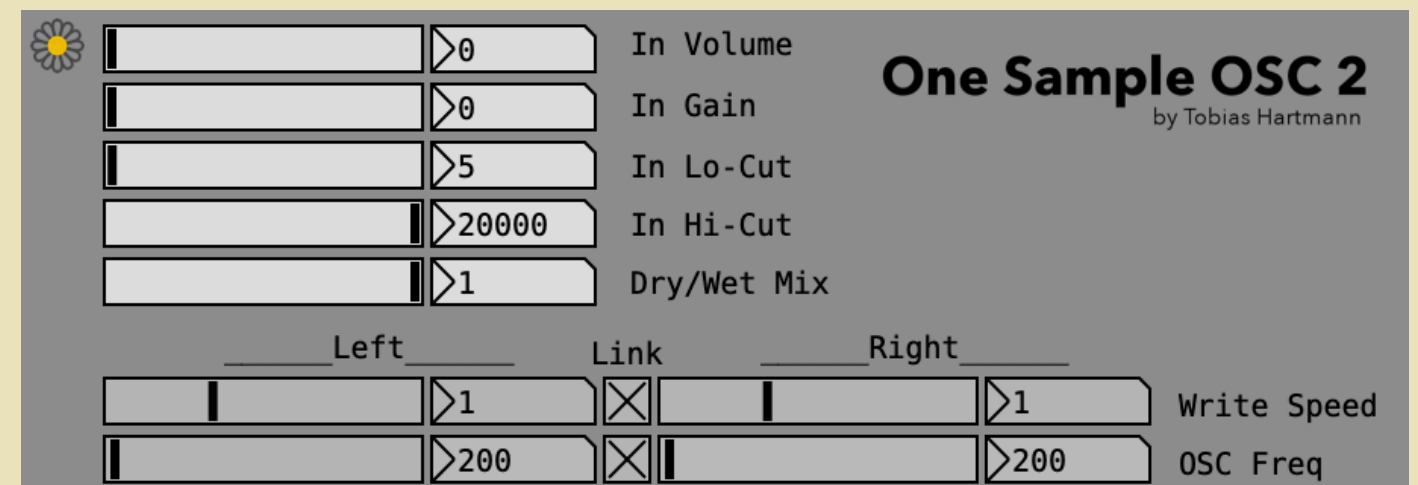 0 In Volume
One Sample OSC 2
by Tobias Hartmann
0 In Gain
5 In Lo-Cut
20000 In Hi-Cut
1 Dry/Wet Mix
______Left______ Link ______Right______
1 1 Write Speed
200 200 OSC Freq